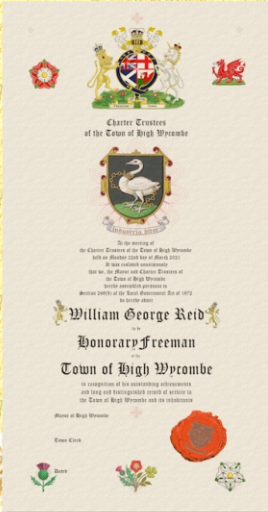 Charter Trustees
of the Town of High Wycombe
Industria Ditat
At the meeting of
the Charter Trustees of the Town of High Wycombe
held on Monday 22nd day of March 2021
It was resolved unanimously
that we, the Mayor and Charter Trustees of
the Town of High Wycombe
hereby assembled pursuant to
Section 249(5) of the Local Government Act of 1972
do hereby admit
William George Reid
to be
Honorary Freeman
of the
Town of High Wycombe
in recognition of his outstanding achievements
and long and distinguished record of service to
the Town of High Wycombe and its inhabitants
Mayor of High Wycombe
Town Clerk
Dated